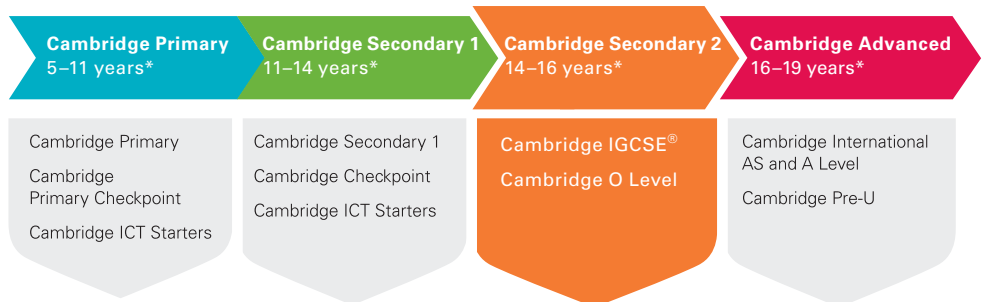 Cambridge Primary
5–11 years*
Cambridge Secondary 1
11–14 years*
Cambridge Secondary 2
14–16 years*
Cambridge Advanced
16–19 years*
Cambridge Primary
Cambridge
Primary Checkpoint
Cambridge ICT Starters
Cambridge Secondary 1
Cambridge Checkpoint
Cambridge ICT Starters
Cambridge IGCSE®
Cambridge O Level
Cambridge International
AS and A Level
Cambridge Pre-U